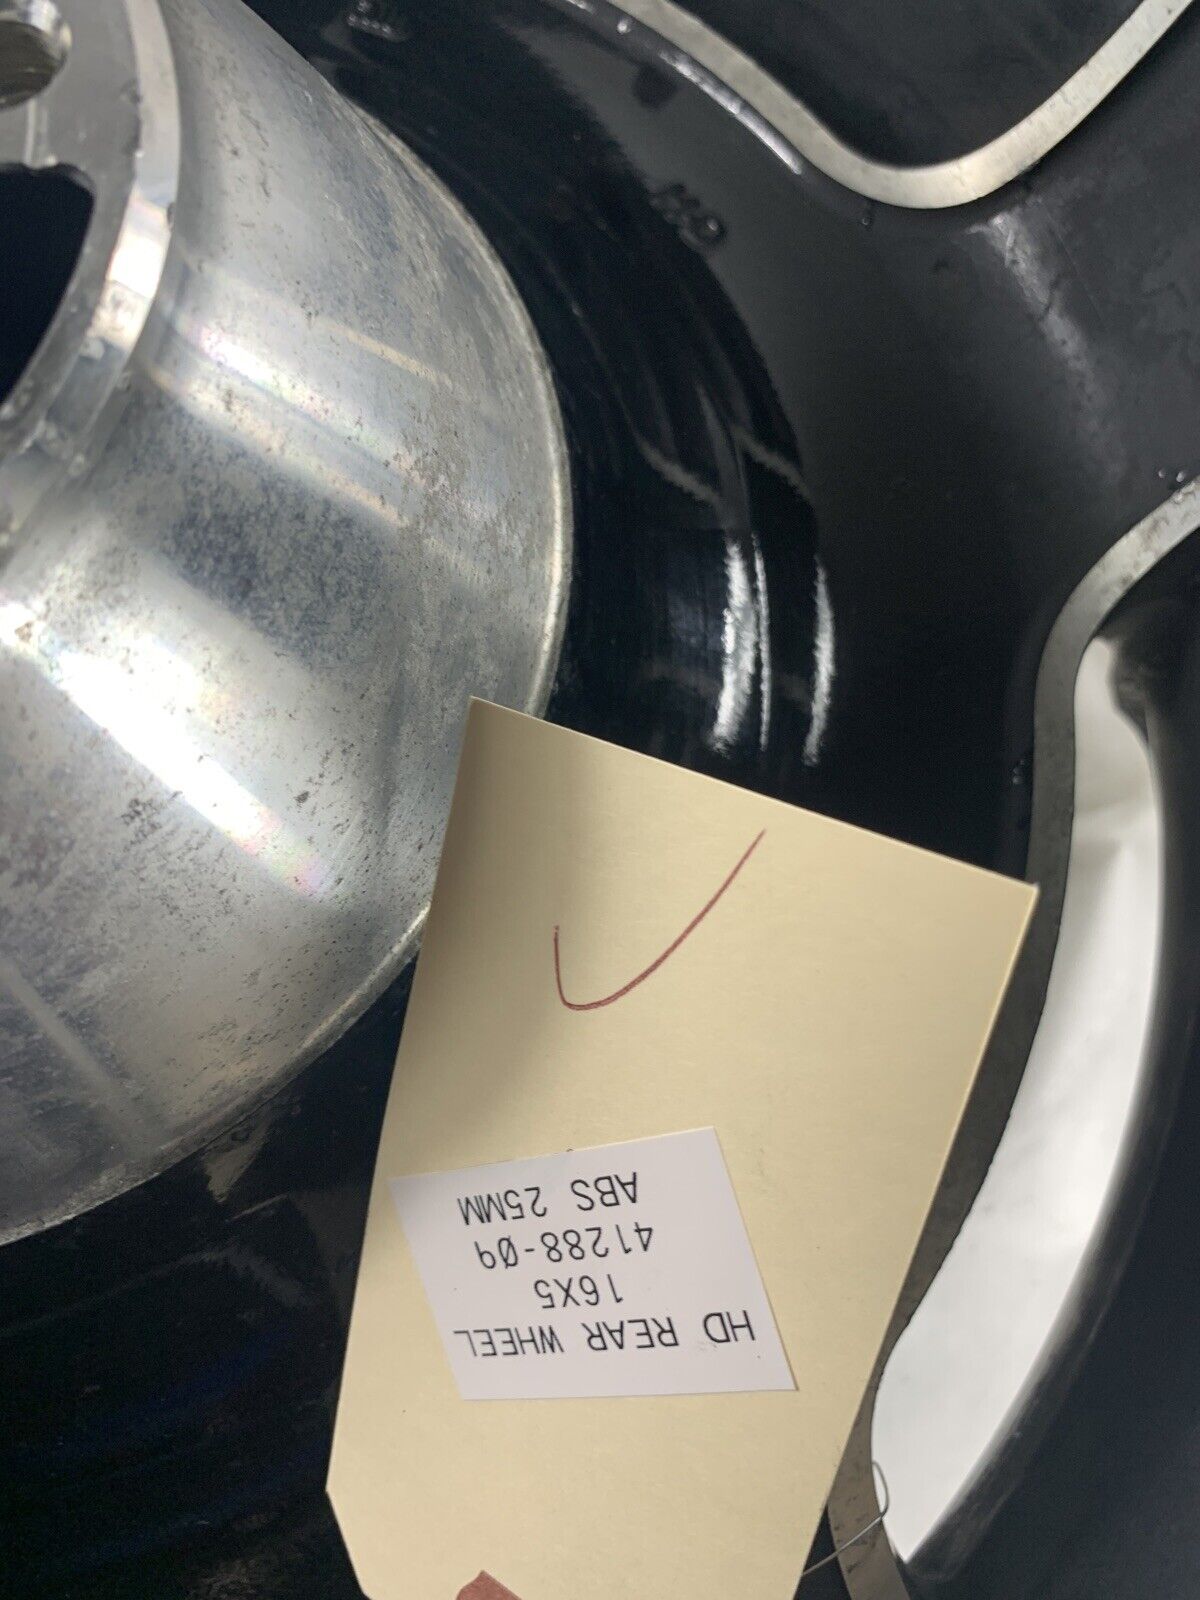 HD REAR WHEEL
16X5
41288-09
ABS 25MM